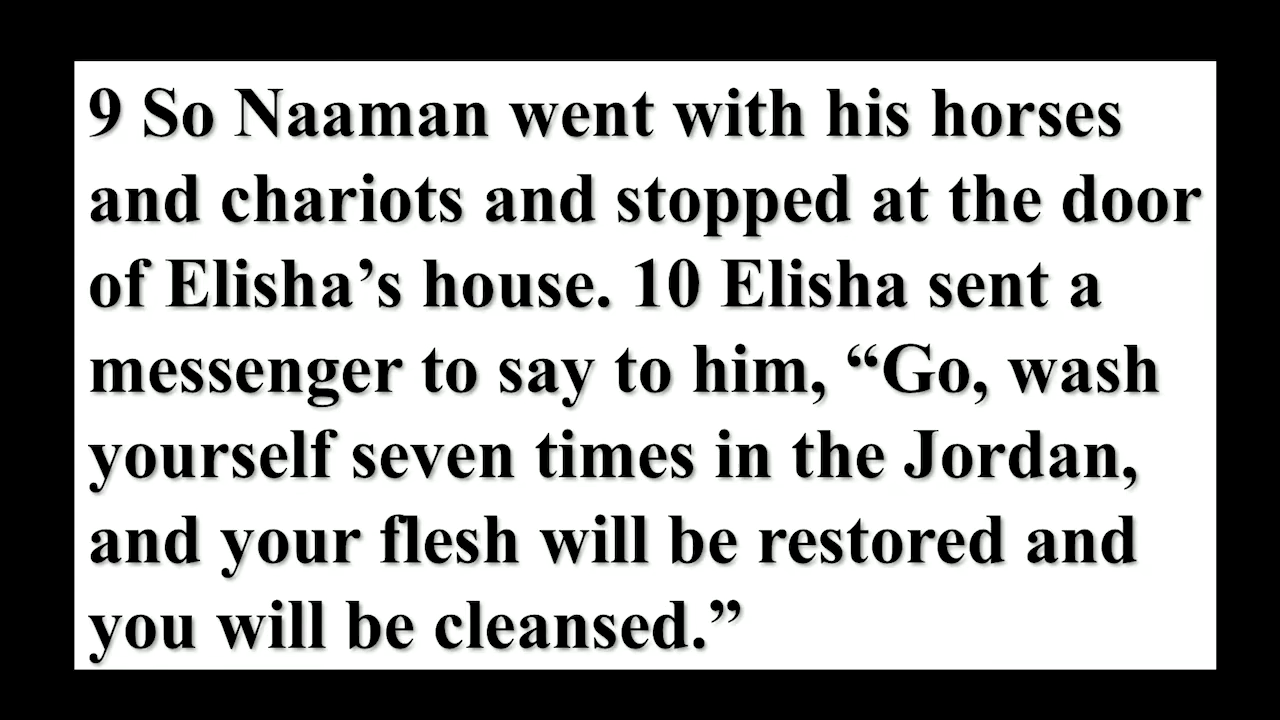 9 So Naaman went with his horses
and chariots and stopped at the door
of Elisha’s house. 10 Elisha sent a
messenger to say to him, “Go, wash
yourself seven times in the Jordan,
and your flesh will be restored and
you will be cleansed.”